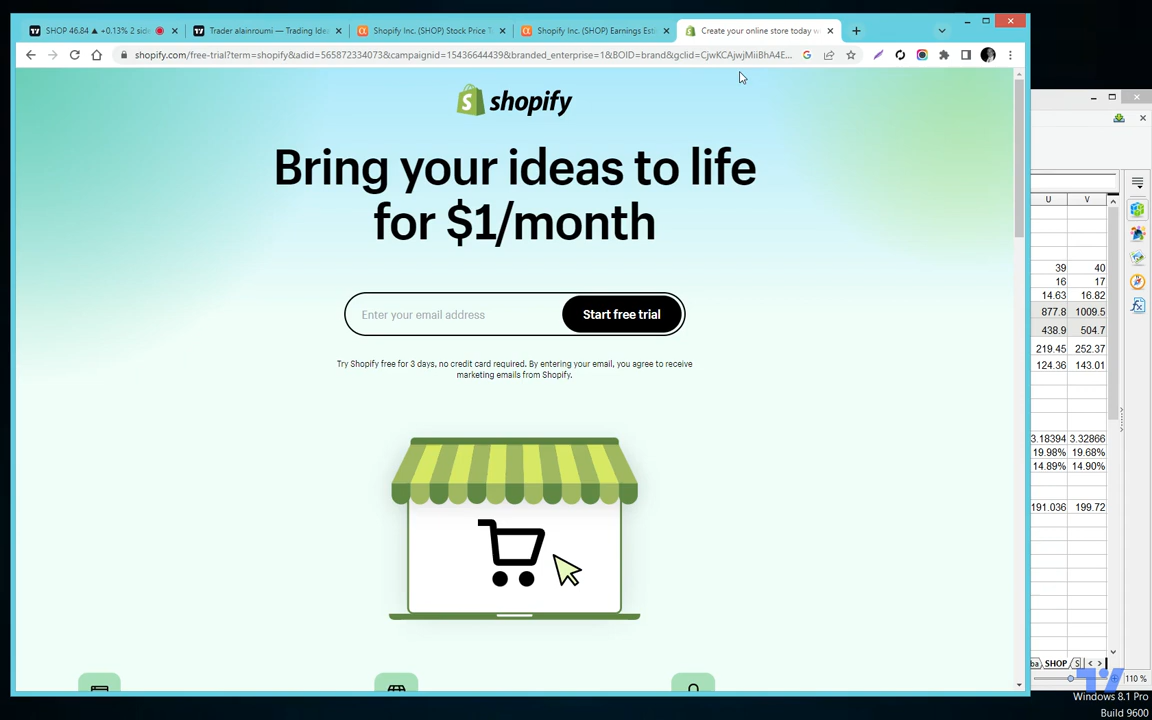 SHOP 46.84 ▲ +0.13% 2 side
Trader alainroumi — Trading Idea
Shopify Inc. (SHOP) Stock Price T
Shopify Inc. (SHOP) Earnings Esti
Create your online store today w
shopify.com/free-trial?term=shopify&adid=565872334073&campaignid=15436644439&branded_enterprise=1&BOID=brand&gclid=CjwKCAjwjMiiBhA4E...
shopify
Bring your ideas to life
for $1/month
Enter your email address
Start free trial
Try Shopify free for 3 days, no credit card required. By entering your email, you agree to receive
marketing emails from Shopify.
U V
39 40
16 17
14.63 16.82
877.8 1009.5
438.9 504.7
219.45 252.37
124.36 143.01
3.18394 3.32866
19.98% 19.68%
14.89% 14.90%
191.036 199.72
SHOP
110 %
Windows 8.1 Pro
Build 9600